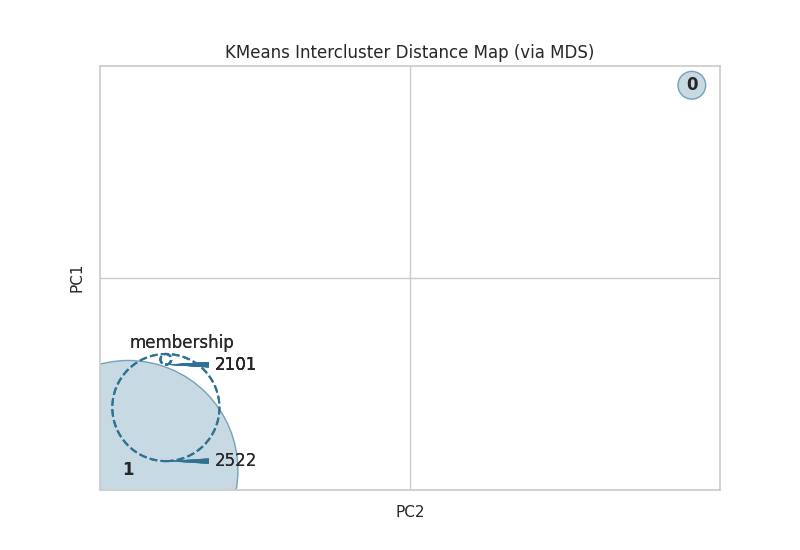 KMeans Intercluster Distance Map (via MDS)
0
PC1
membership
2101
2522
1
PC2